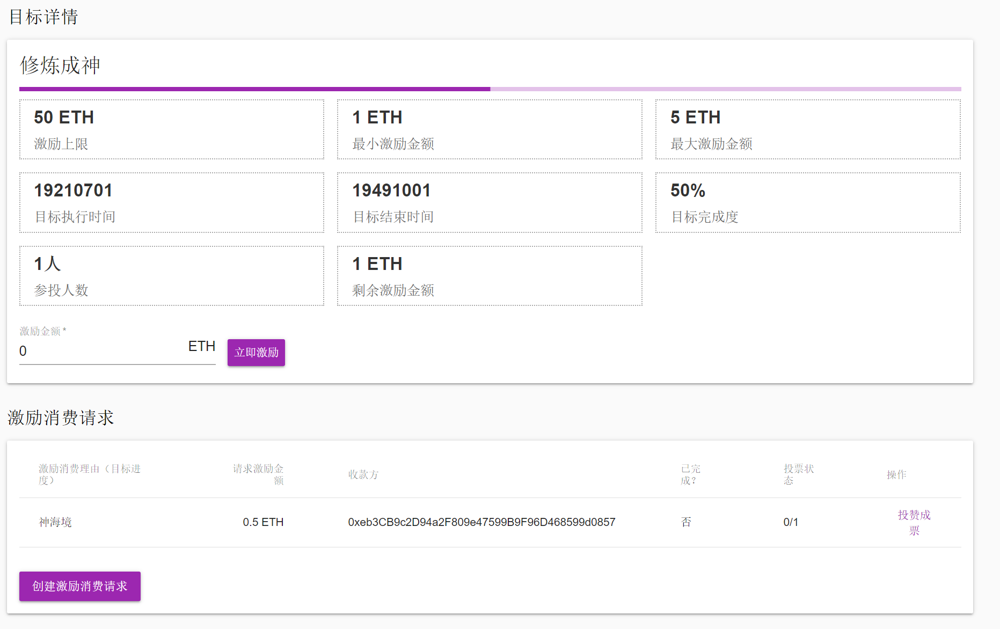 目标详情
修炼成神
50 ETH
激励上限
1 ETH
最小激励金额
5 ETH
最大激励金额
19210701
目标执行时间
19491001
目标结束时间
50%
目标完成度
1人
参投人数
1 ETH
剩余激励金额
激励金额 *
0
ETH
立即激励
激励消费请求
激励消费理由（目标进
度）
请求激励金
额
收款方
已完
成?
投票状
态
操作
神海境
0.5 ETH
0xeb3CB9c2D94a2F809e47599B9F96D468599d0857
否
0/1
投赞成
票
创建激励消费请求